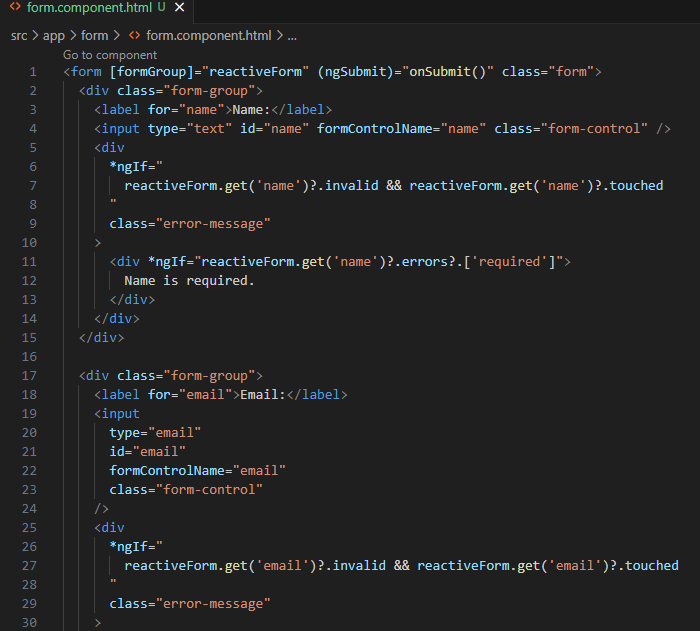 <> form.component.html U ×
src > app > form > <> form.component.html > ...
Go to component
1 <form [formGroup]="reactiveForm" (ngSubmit)="onSubmit()" class="form">
2   <div class="form-group">
3     <label for="name">Name:</label>
4     <input type="text" id="name" formControlName="name" class="form-control" />
5     <div
6       *ngIf="
7         reactiveForm.get('name')?.invalid && reactiveForm.get('name')?.touched
8       "
9       class="error-message"
10     >
11       <div *ngIf="reactiveForm.get('name')?.errors?.['required']">
12         Name is required.
13       </div>
14     </div>
15   </div>
16
17   <div class="form-group">
18     <label for="email">Email:</label>
19     <input
20       type="email"
21       id="email"
22       formControlName="email"
23       class="form-control"
24     />
25     <div
26       *ngIf="
27         reactiveForm.get('email')?.invalid && reactiveForm.get('email')?.touched
28       "
29       class="error-message"
30     >